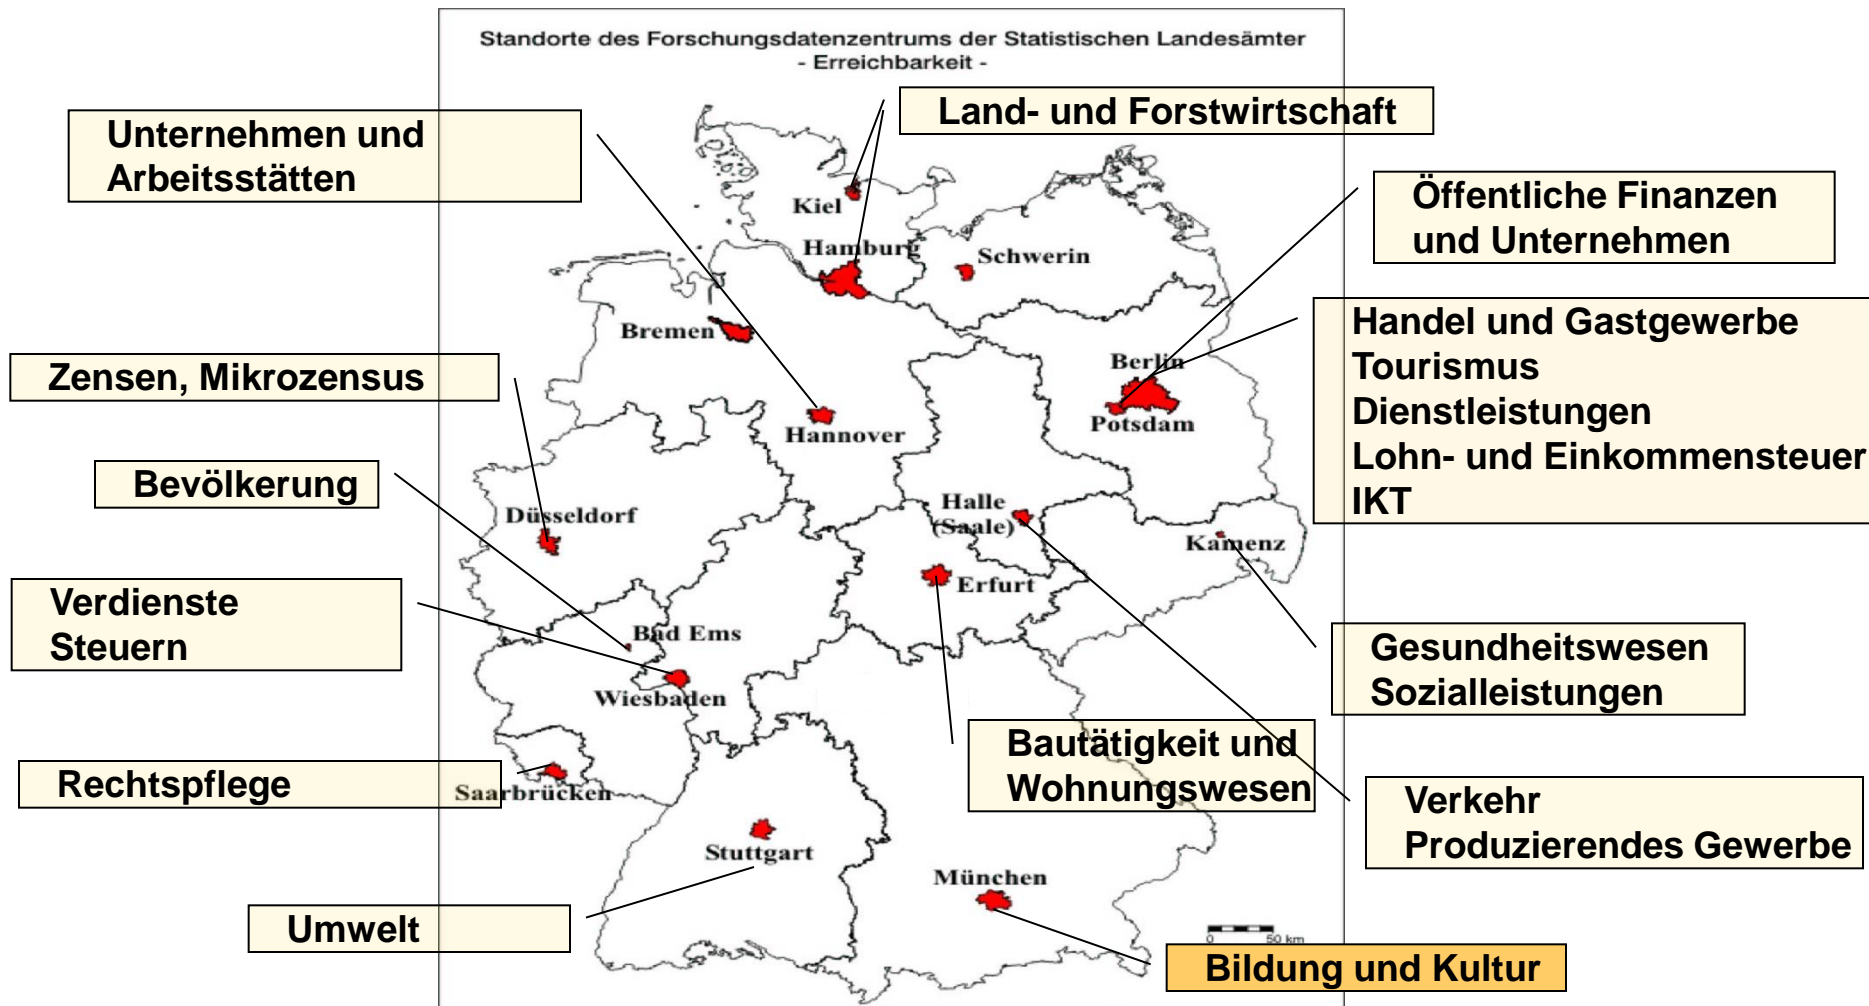 Standorte des Forschungsdatenzentrums der Statistischen Landesämter
- Erreichbarkeit -
Unternehmen und
Arbeitsstätten
Land- und Forstwirtschaft
Öffentliche Finanzen
und Unternehmen
Kiel
Hamburg
Schwerin
Bremen
Handel und Gastgewerbe
Tourismus
Dienstleistungen
Lohn- und Einkommensteuer
IKT
Zensen, Mikrozensus
Berlin
Potsdam
Hannover
Bevölkerung
Düsseldorf
Halle
(Saale)
Kamenz
Erfurt
Verdienste
Steuern
Bad Ems
Wiesbaden
Gesundheitswesen
Sozialleistungen
Bautätigkeit und
Wohnungswesen
Rechtspflege
Saarbrücken
Verkehr
Produzierendes Gewerbe
Stuttgart
München
Umwelt
0 50 km
Bildung und Kultur